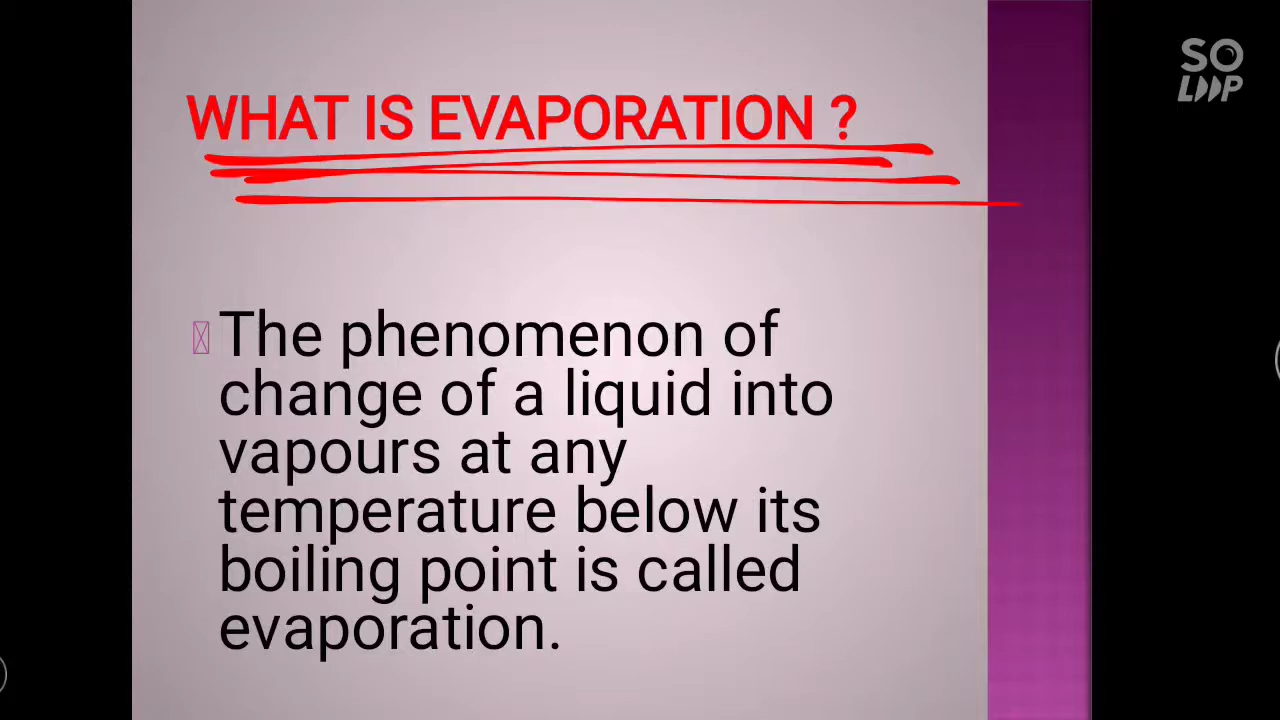 SO
LOOP
WHAT IS EVAPORATION ?
The phenomenon of
change of a liquid into
vapours at any
temperature below its
boiling point is called
evaporation.